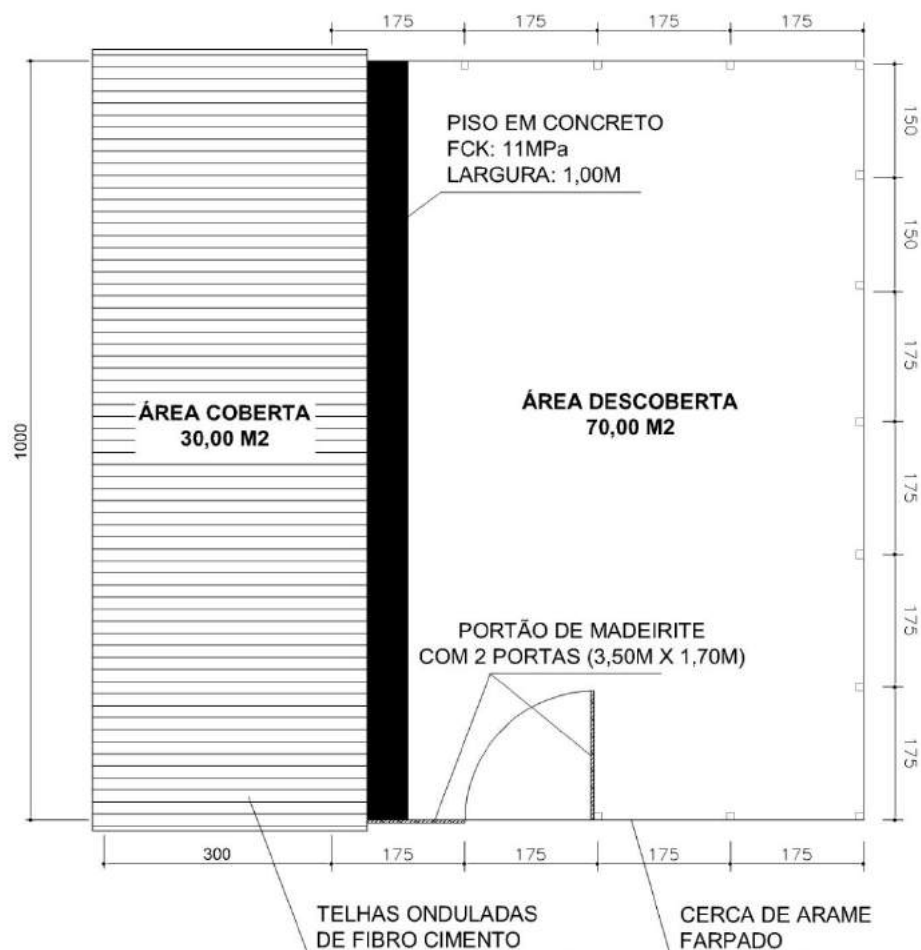 175 175 175 175
PISO EM CONCRETO
FCK: 11MPa
LARGURA: 1,00M
150
150
1000
ÁREA COBERTA
30,00 M2
ÁREA DESCOBERTA
70,00 M2
175
175
175
175
PORTÃO DE MADEIRITE
COM 2 PORTAS (3,50M X 1,70M)
300 175 175 175 175
TELHAS ONDULADAS
DE FIBRO CIMENTO
CERCA DE ARAME
FARPADO